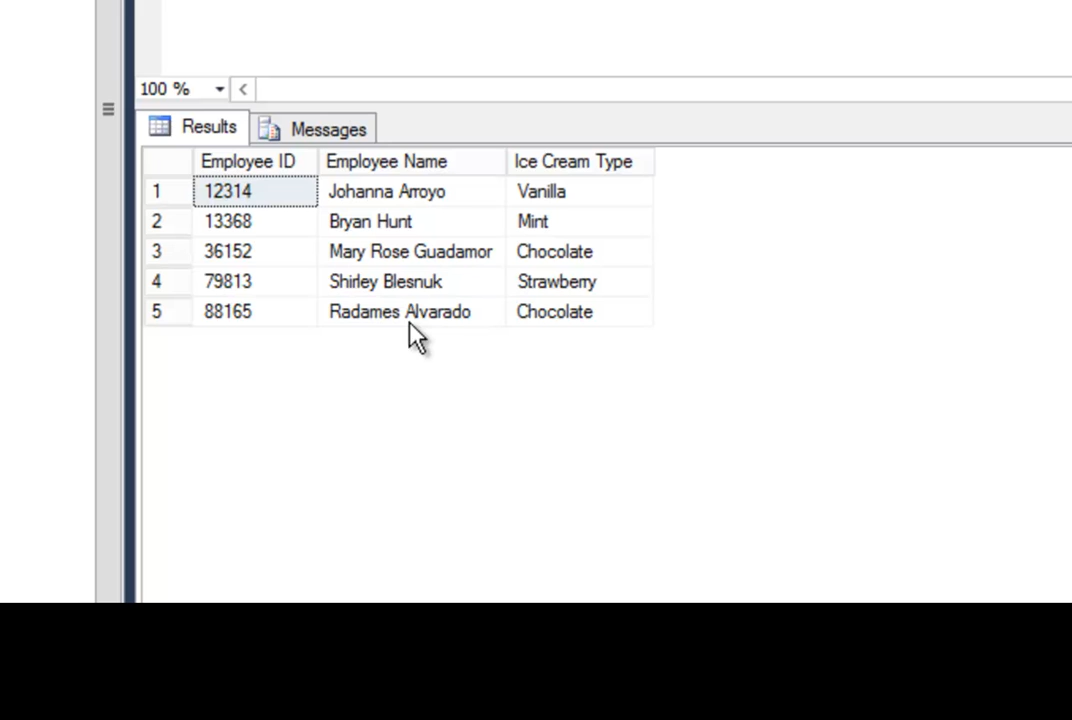 100 %
Results Messages
Employee ID Employee Name Ice Cream Type
1 12314 Johanna Arroyo Vanilla
2 13368 Bryan Hunt Mint
3 36152 Mary Rose Guadamor Chocolate
4 79813 Shirley Blesnuk Strawberry
5 88165 Radames Alvarado Chocolate